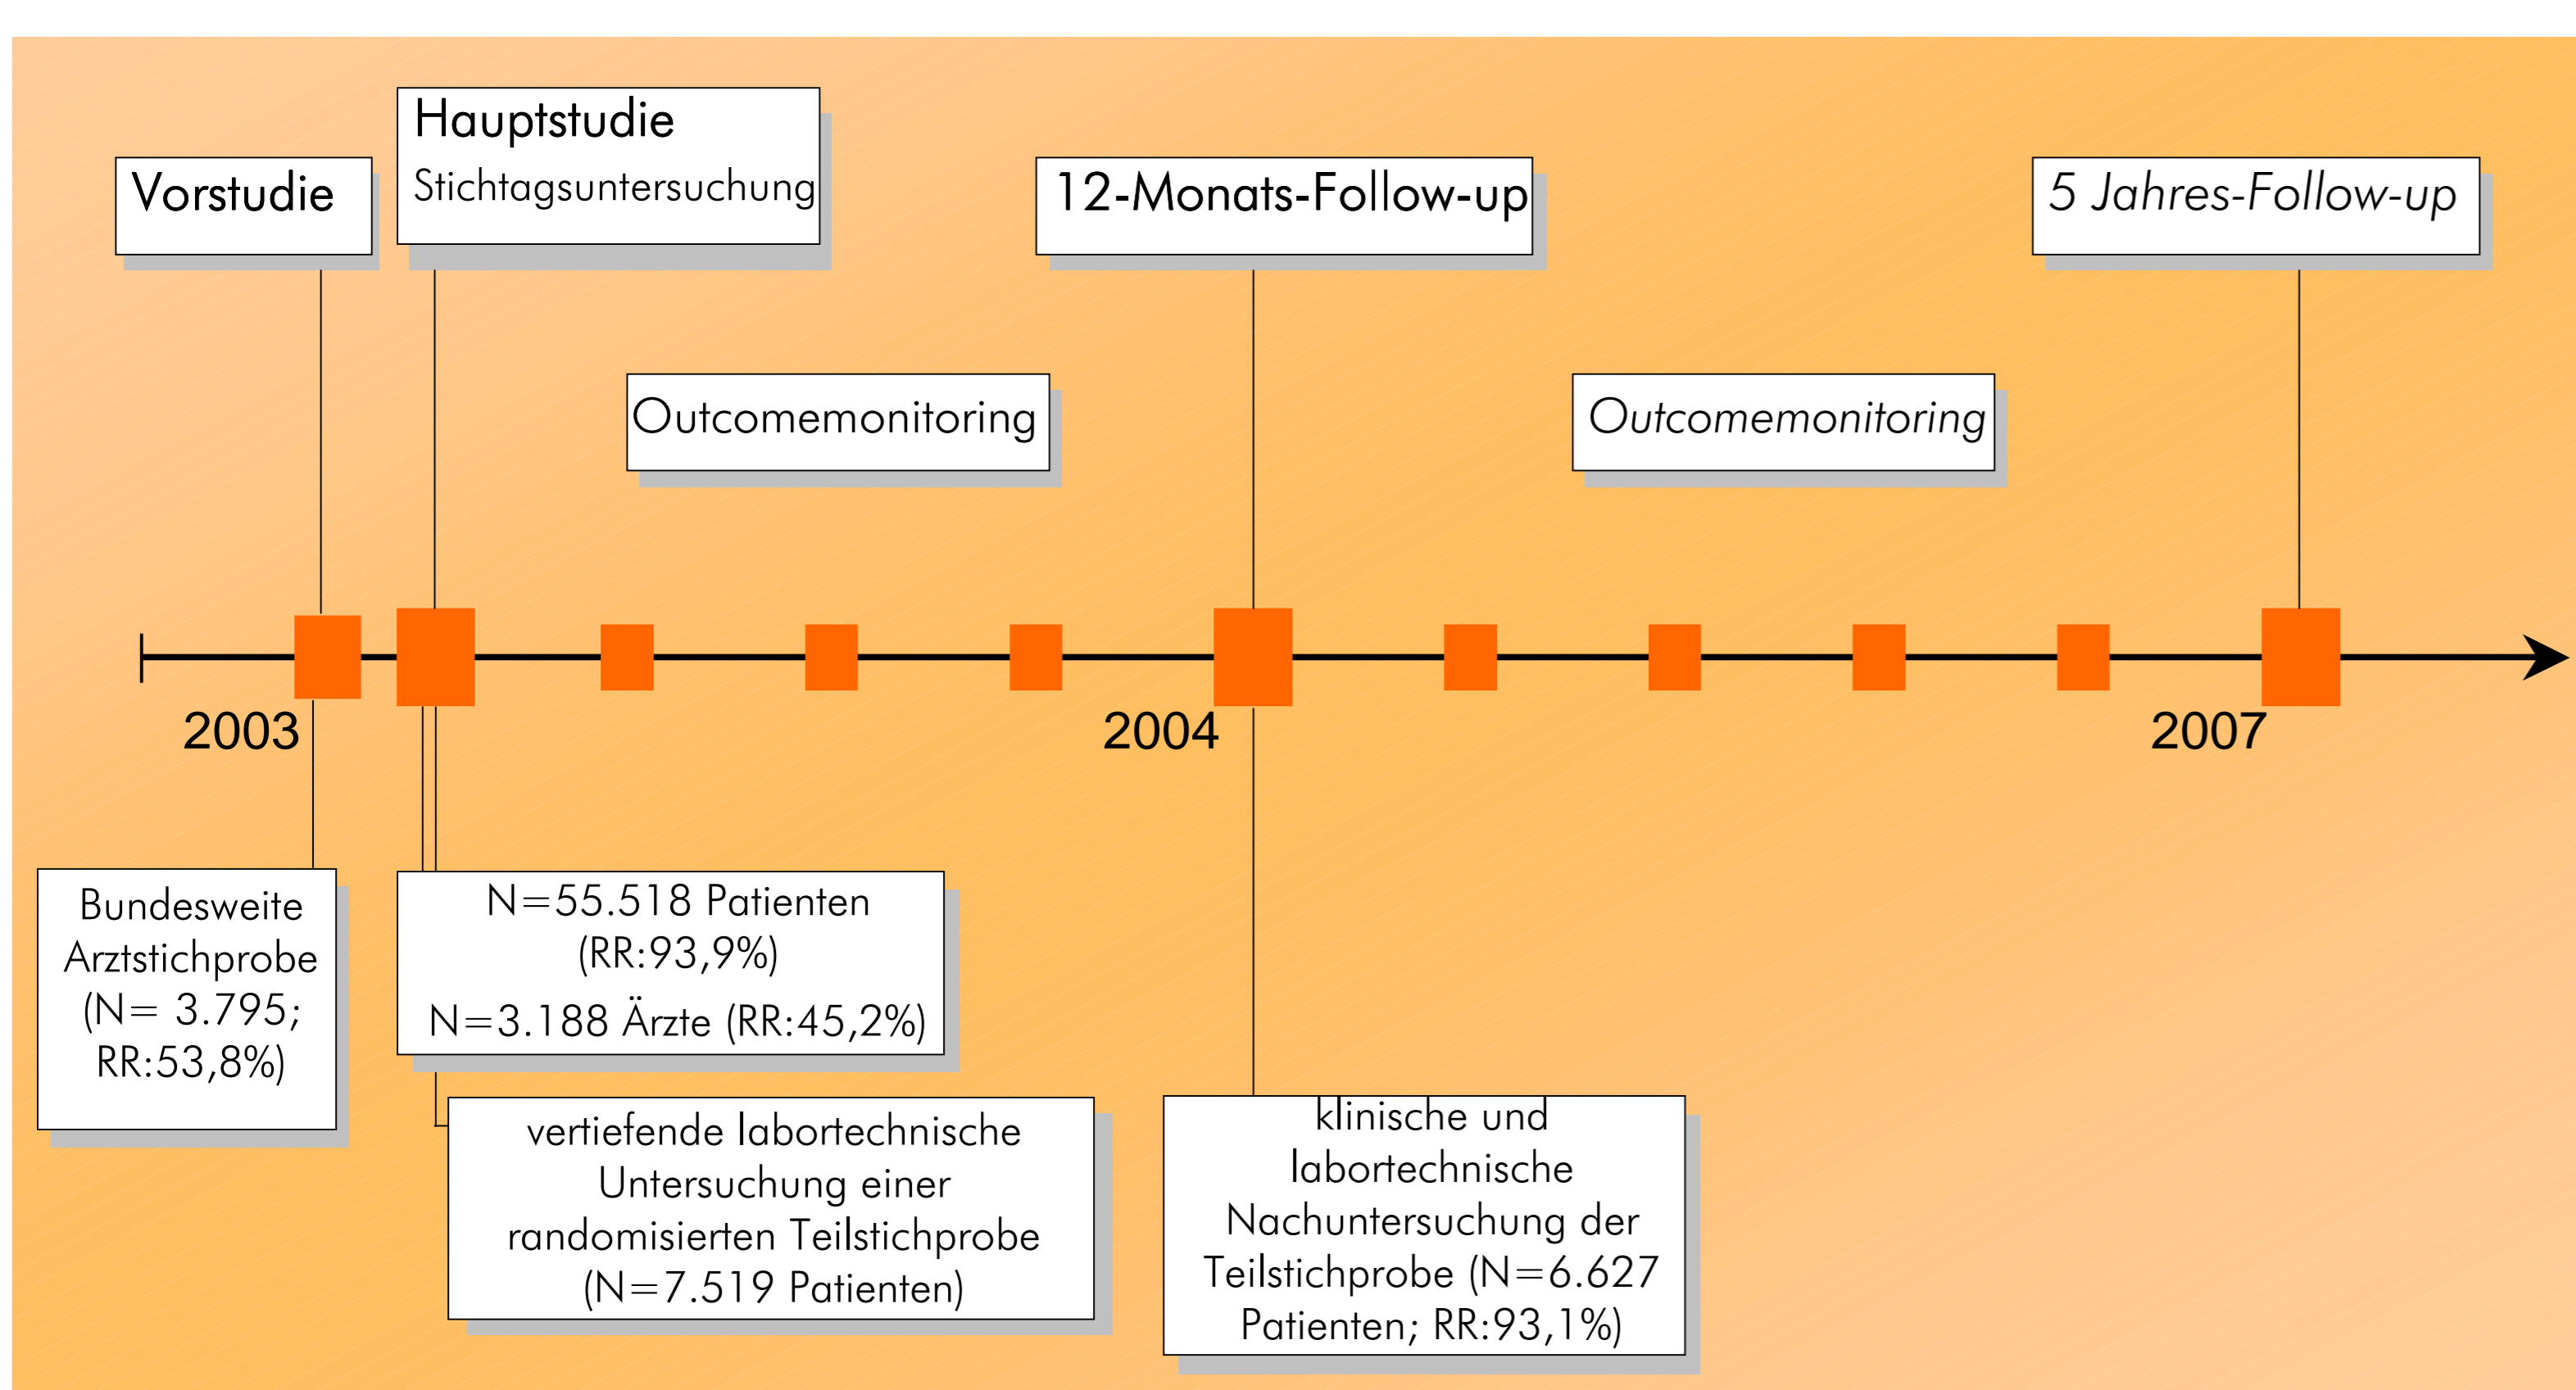 Vorstudie
Hauptstudie
Stichtagsuntersuchung
12-Monats-Follow-up
5 Jahres-Follow-up
Outcomemonitoring
Outcomemonitoring
2003
2004
2007
Bundesweite
Arztstichprobe
(N= 3.795;
RR:53,8%)
N=55.518 Patienten
(RR:93,9%)
N=3.188 Ärzte (RR:45,2%)
vertiefende labortechnische
Untersuchung einer
randomisierten Teilstichprobe
(N=7.519 Patienten)
klinische und
labortechnische
Nachuntersuchung der
Teilstichprobe (N=6.627
Patienten; RR:93,1%)